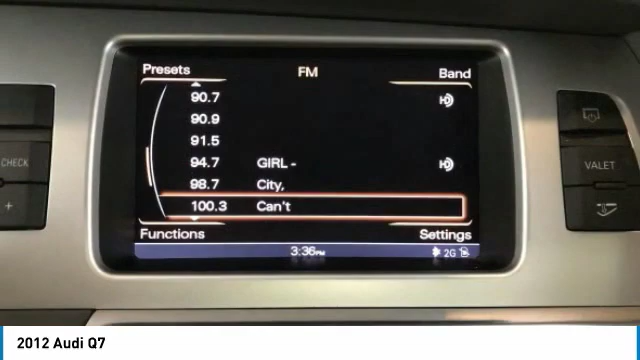 Presets FM Band
90.7
90.9
91.5
94.7 GIRL -
98.7 City,
100.3 Can't
Functions Settings
3:36PM 2G
CHECK
+
VALET
2012 Audi Q7